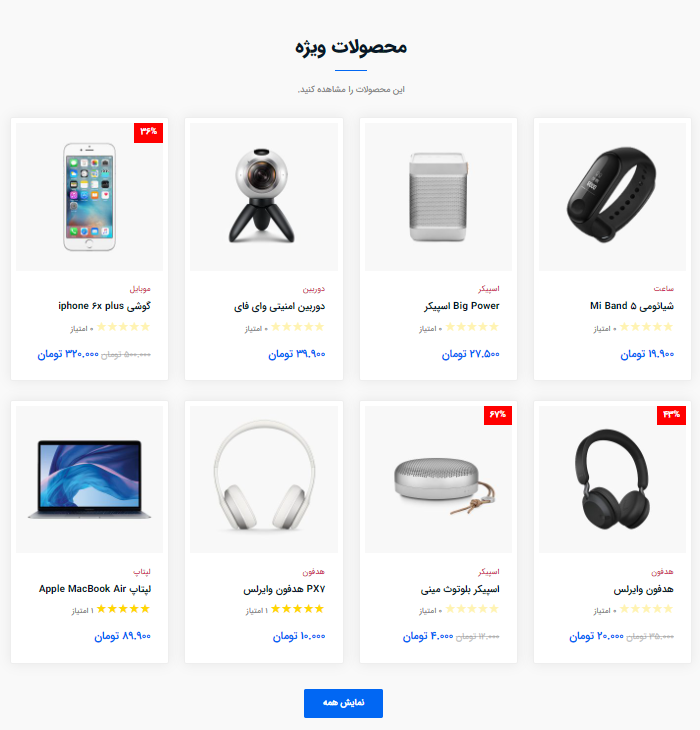 محصولات ویژه
این محصولات را مشاهده کنید.
ساعت
شیائومی Mi Band ۵
۰ امتیاز
۱۹.۹۰۰ تومان
اسپیکر
Big Power اسپیکر
۰ امتیاز
۲۷.۵۰۰ تومان
دوربین
دوربین امنیتی وای فای
۰ امتیاز
۳۹.۹۰۰ تومان
۳۶%
موبایل
گوشی iphone ۶x plus
۰ امتیاز
۵۰۰.۰۰۰ تومان ۳۲۰.۰۰۰ تومان
۴۳%
هدفون
هدفون وایرلس
۰ امتیاز
۳۵.۰۰۰ تومان ۲۰.۰۰۰ تومان
۶۷%
اسپیکر
اسپیکر بلوتوث مینی
۰ امتیاز
۱۲.۰۰۰ تومان ۴.۰۰۰ تومان
هدفون
PX۷ هدفون وایرلس
۱ امتیاز
۱۰.۰۰۰ تومان
لپتاپ
لپتاپ Apple MacBook Air
۱ امتیاز
۸۹.۹۰۰ تومان
نمایش همه